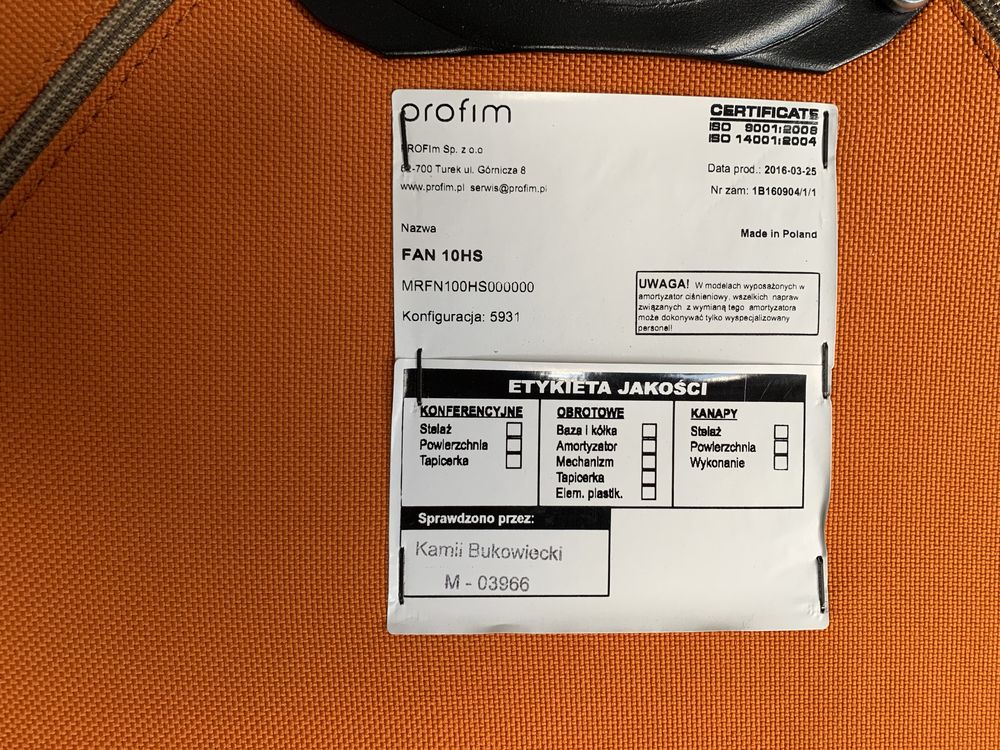 profim
CERTIFICATE
ISO 9001:2008
ISO 14001:2004
PROFIm Sp. z o.o
62-700 Turek ul. Górnicza 8
www.profim.pl serwis@profim.pl
Data prod.: 2016-03-25
Nr zam: 1B160904/1/1
Made in Poland
Nazwa
FAN 10HS
MRFN100HS000000
Konfiguracja: 5931
UWAGA! W modelach wyposażonych w
amortyzator ciśnieniowy, wszelkich napraw
związanych z wymianą tego amortyzatora
może dokonywać tylko wyspecjalizowany
personel!
ETYKIETA JAKOŚCI
KONFERENCYJNE
Stelaż
Powierzchnia
Tapicerka
OBROTOWE
Baza i kółka
Amortyzator
Mechanizm
Tapicerka
Elem. plastik.
KANAPY
Stelaż
Powierzchnia
Wykonanie
Sprawdzono przez:
Kamil Bukowiecki
M - 03966